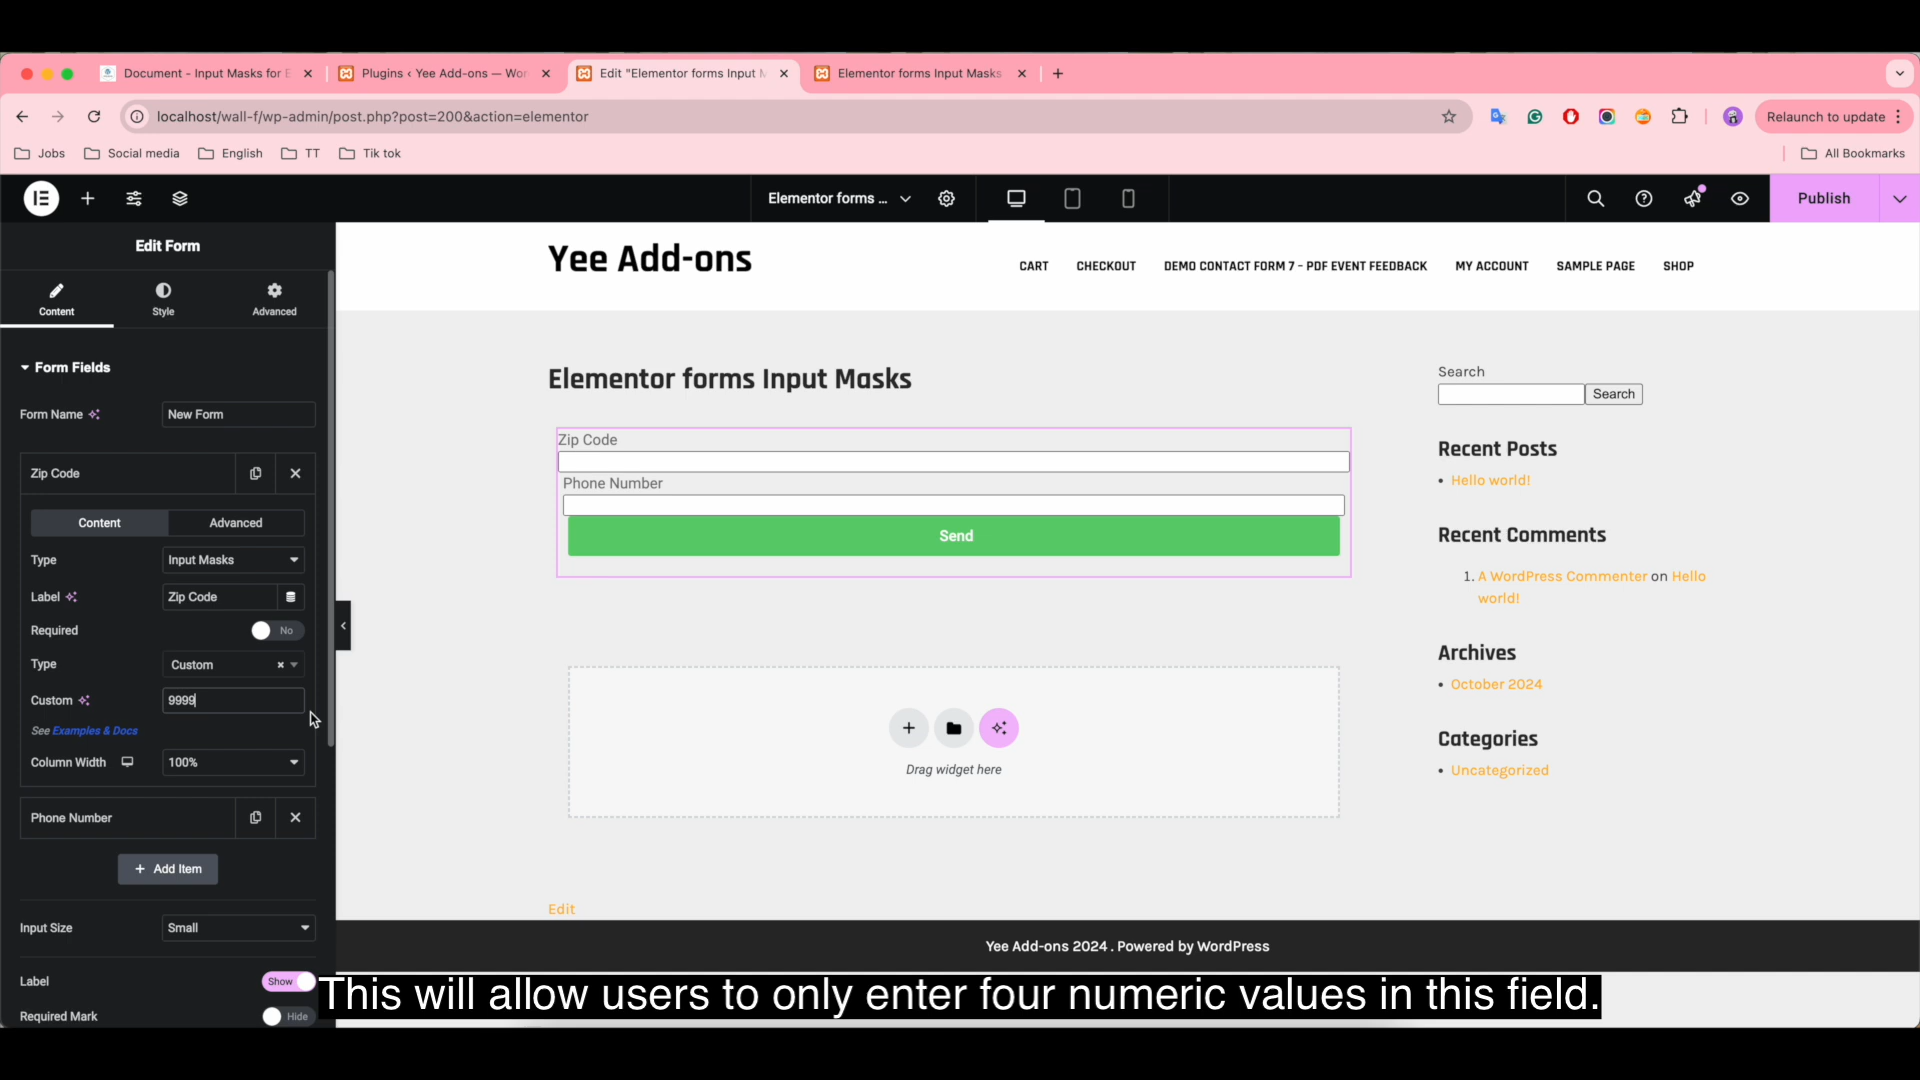 Document - Input Masks for E
Plugins ‹ Yee Add-ons — Wor
Edit "Elementor forms Input M
Elementor forms Input Masks
localhost/wall-f/wp-admin/post.php?post=200&action=elementor
Relaunch to update
Jobs
Social media
English
TT
Tik tok
All Bookmarks
Elementor forms ...
Publish
Edit Form
Content
Style
Advanced
Form Fields
Form Name
New Form
Zip Code
Content
Advanced
Type
Input Masks
Label
Zip Code
Required
No
Type
Custom
Custom
9999
See Examples & Docs
Column Width
100%
Phone Number
Add Item
Input Size
Small
Label
Show
Required Mark
Hide
Yee Add-ons
CART
CHECKOUT
DEMO CONTACT FORM 7 – PDF EVENT FEEDBACK
MY ACCOUNT
SAMPLE PAGE
SHOP
Elementor forms Input Masks
Zip Code
Phone Number
Send
Drag widget here
Edit
Search
Search
Recent Posts
Hello world!
Recent Comments
1. A WordPress Commenter on Hello
world!
Archives
October 2024
Categories
Uncategorized
Yee Add-ons 2024 . Powered by WordPress
This will allow users to only enter four numeric values in this field.